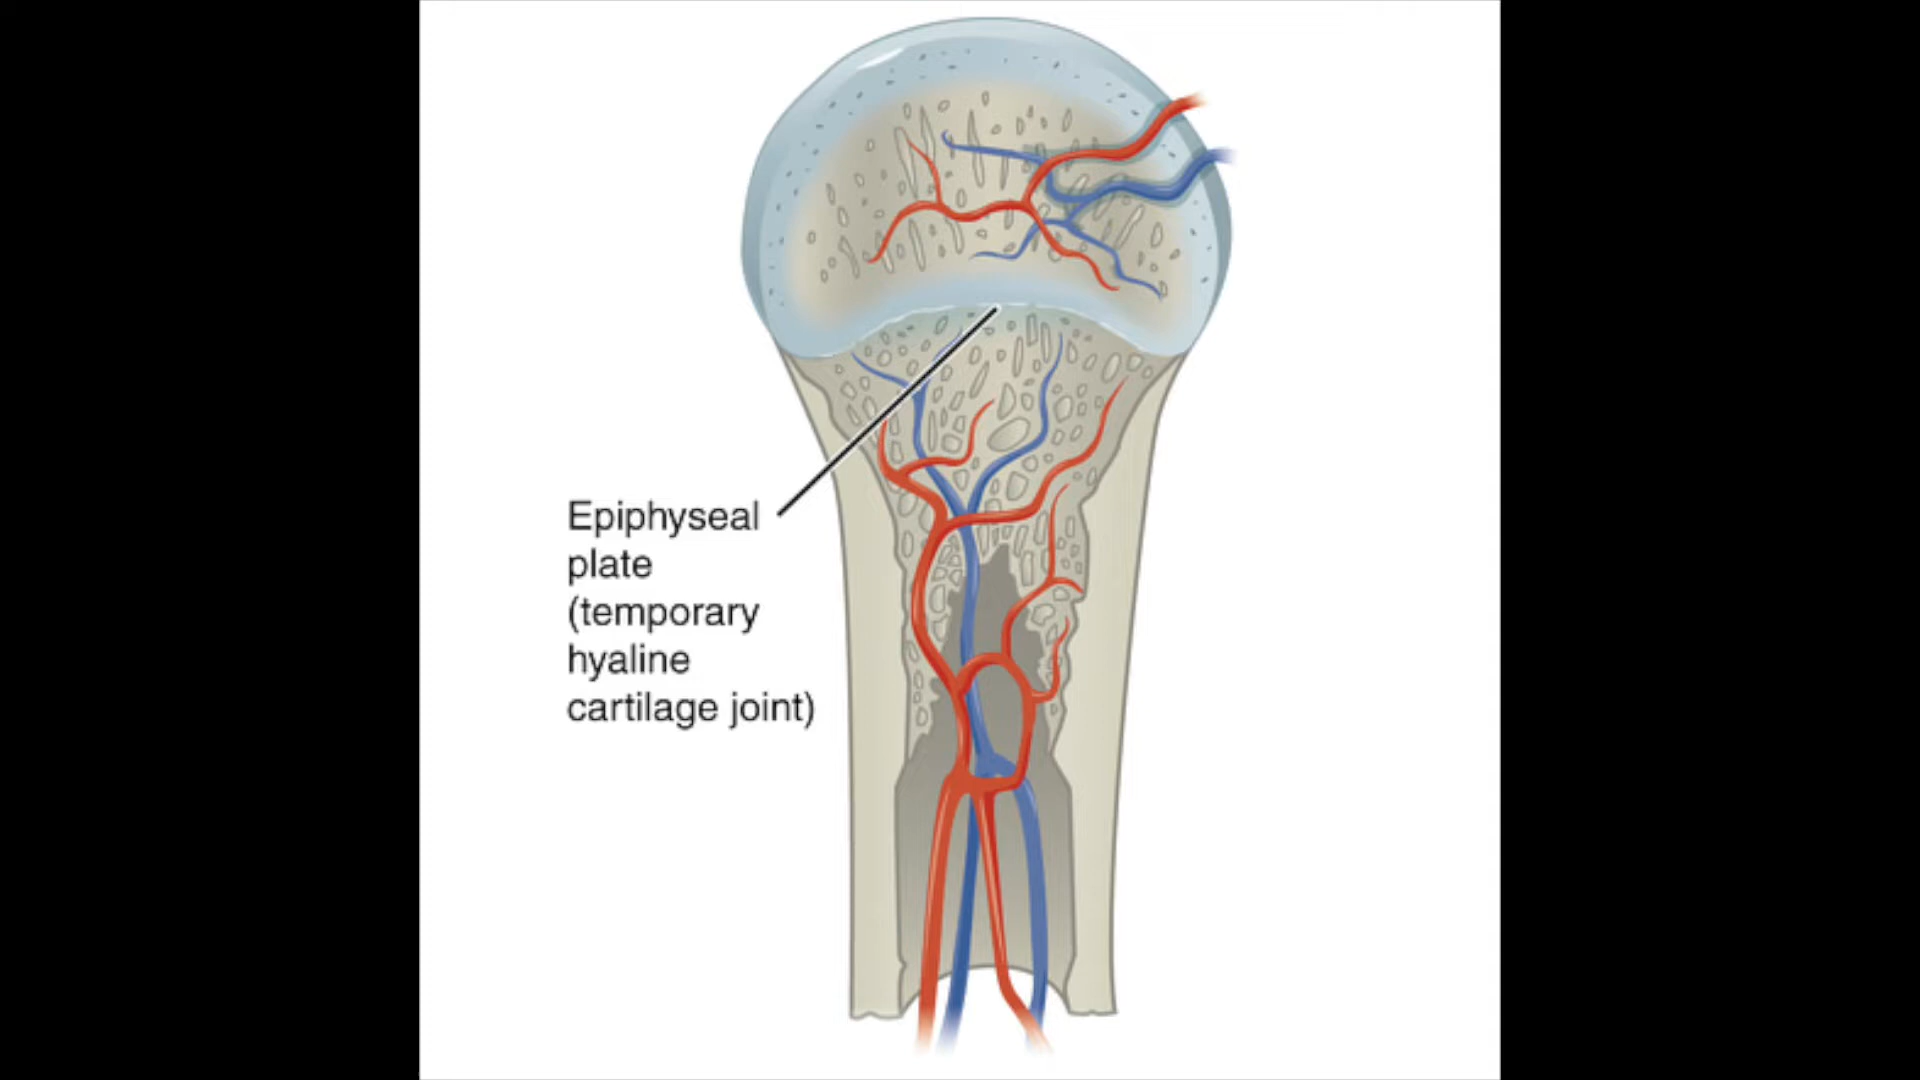 Epiphyseal
plate
(temporary
hyaline
cartilage joint)